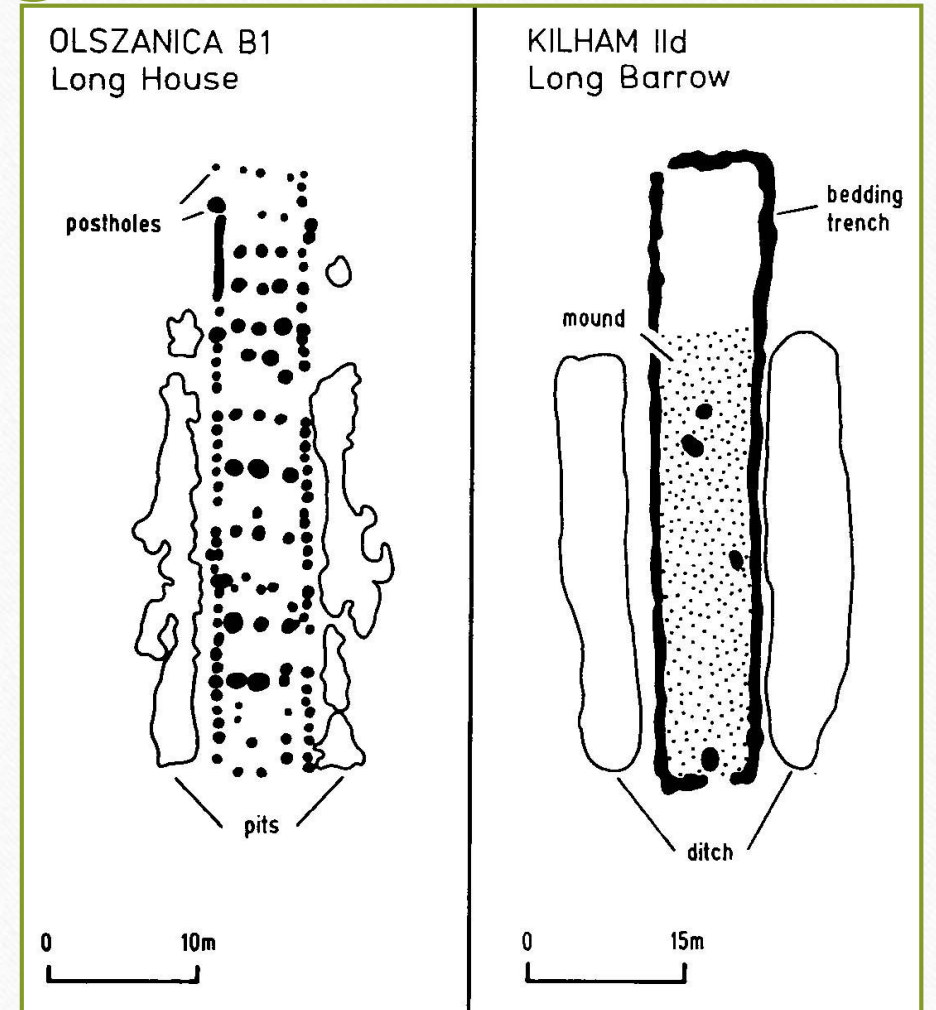 OLSZANICA B1
Long House
postholes
pits
0 10m
KILHAM IId
Long Barrow
bedding
trench
mound
ditch
0 15m